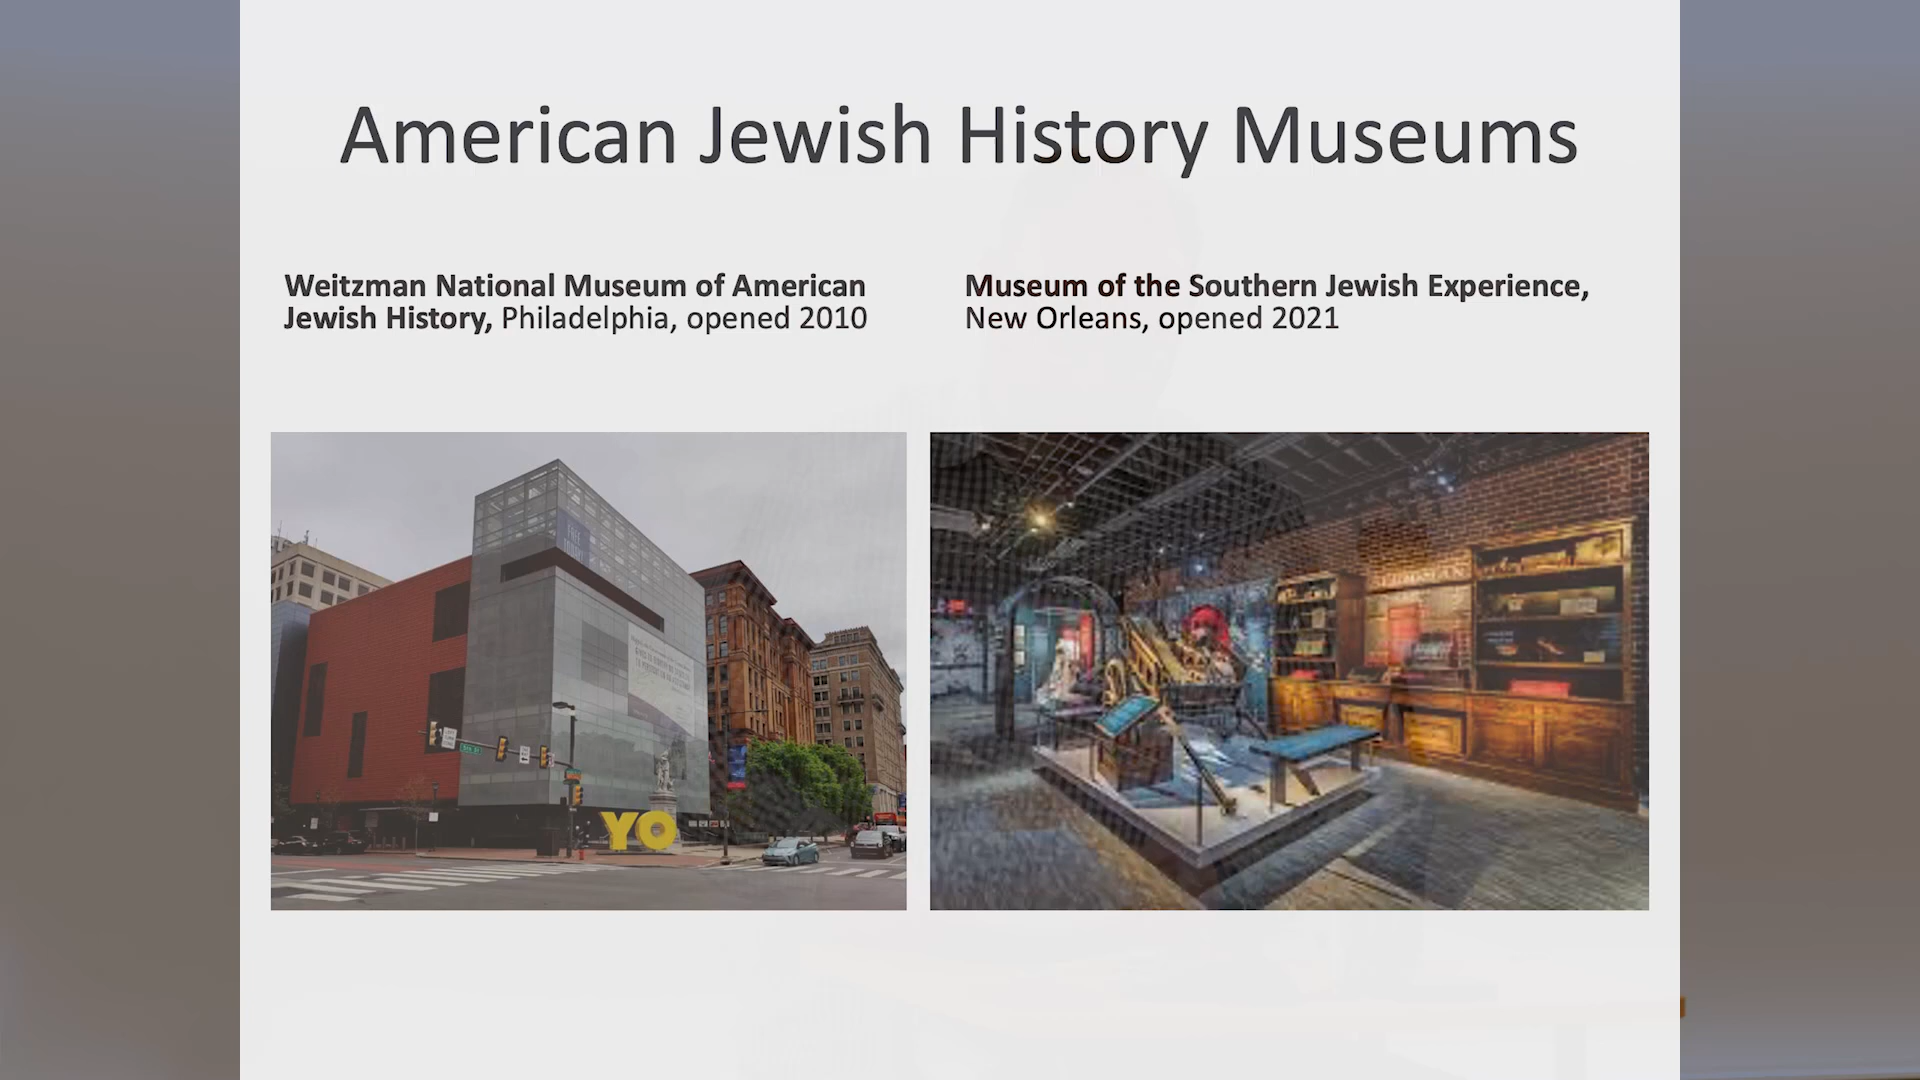 American Jewish History Museums
Weitzman National Museum of American
Jewish History, Philadelphia, opened 2010
Museum of the Southern Jewish Experience,
New Orleans, opened 2021
YO